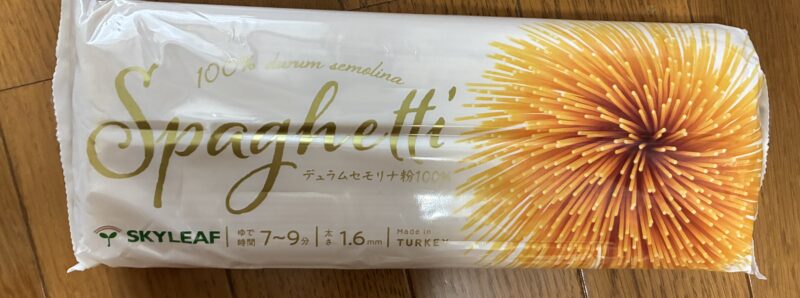 100% durum semolina
Spaghetti
デュラムセモリナ粉100%
SKYLEAF ゆで時間 7〜9分 太さ 1.6mm Made in TURKEY